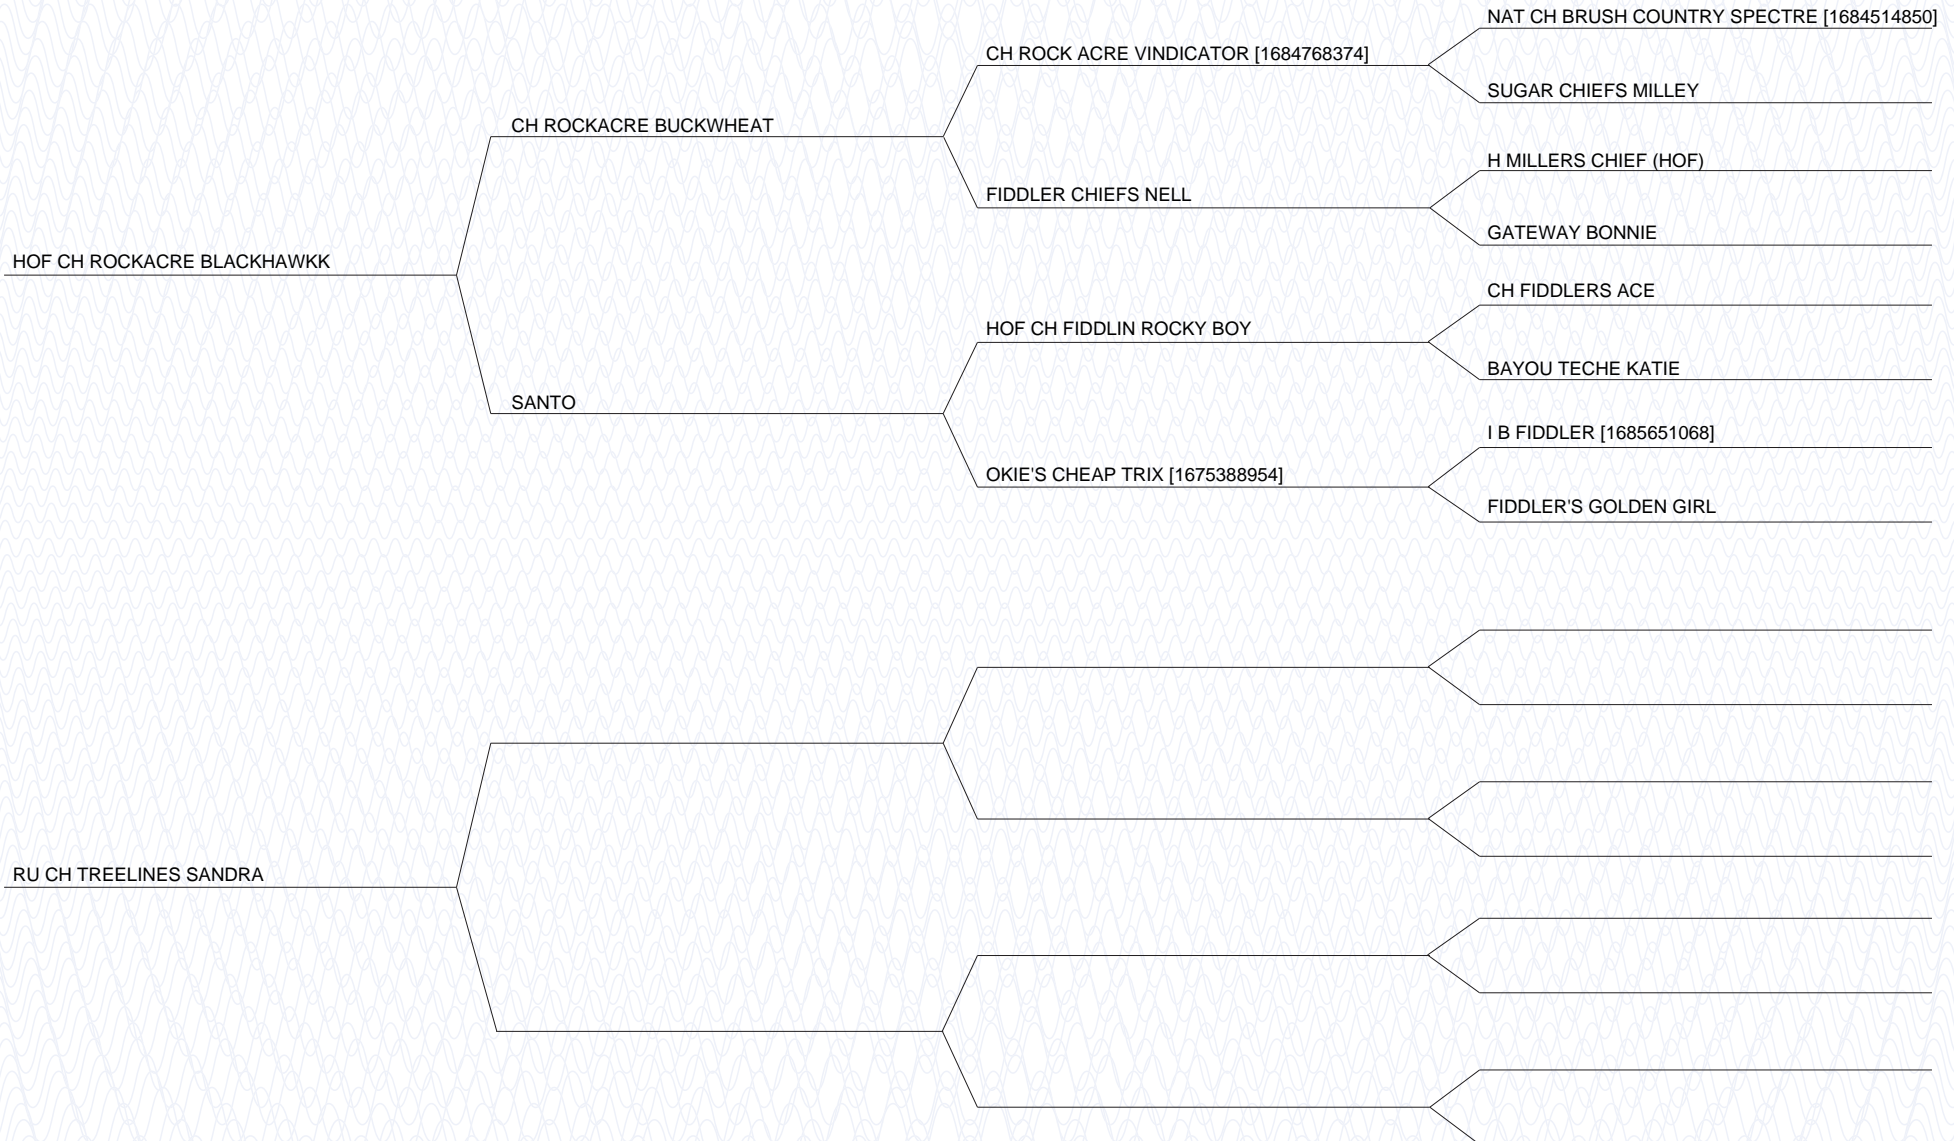 NAT CH BRUSH COUNTRY SPECTRE [1684514850]
CH ROCK ACRE VINDICATOR [1684768374]
SUGAR CHIEFS MILLEY
CH ROCKACRE BUCKWHEAT
H MILLERS CHIEF (HOF)
FIDDLER CHIEFS NELL
GATEWAY BONNIE
HOF CH ROCKACRE BLACKHAWKK
CH FIDDLERS ACE
HOF CH FIDDLIN ROCKY BOY
BAYOU TECHE KATIE
SANTO
I B FIDDLER [1685651068]
OKIE'S CHEAP TRIX [1675388954]
FIDDLER'S GOLDEN GIRL
RU CH TREELINES SANDRA